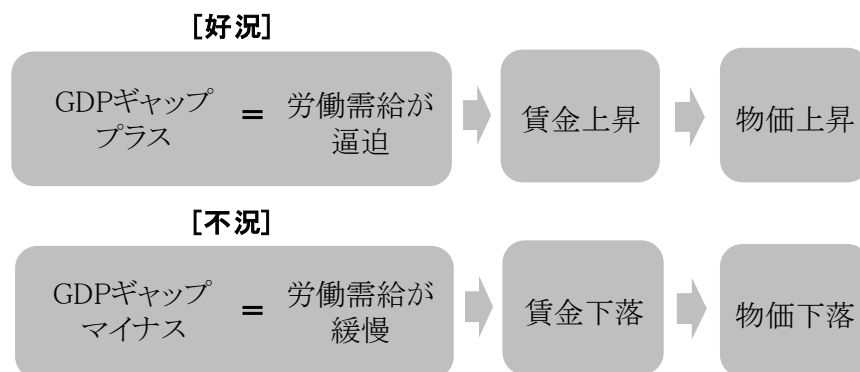 [好況]
GDPギャップ
プラス
=
労働需給が
逼迫
賃金上昇
物価上昇
[不況]
GDPギャップ
マイナス
=
労働需給が
緩慢
賃金下落
物価下落